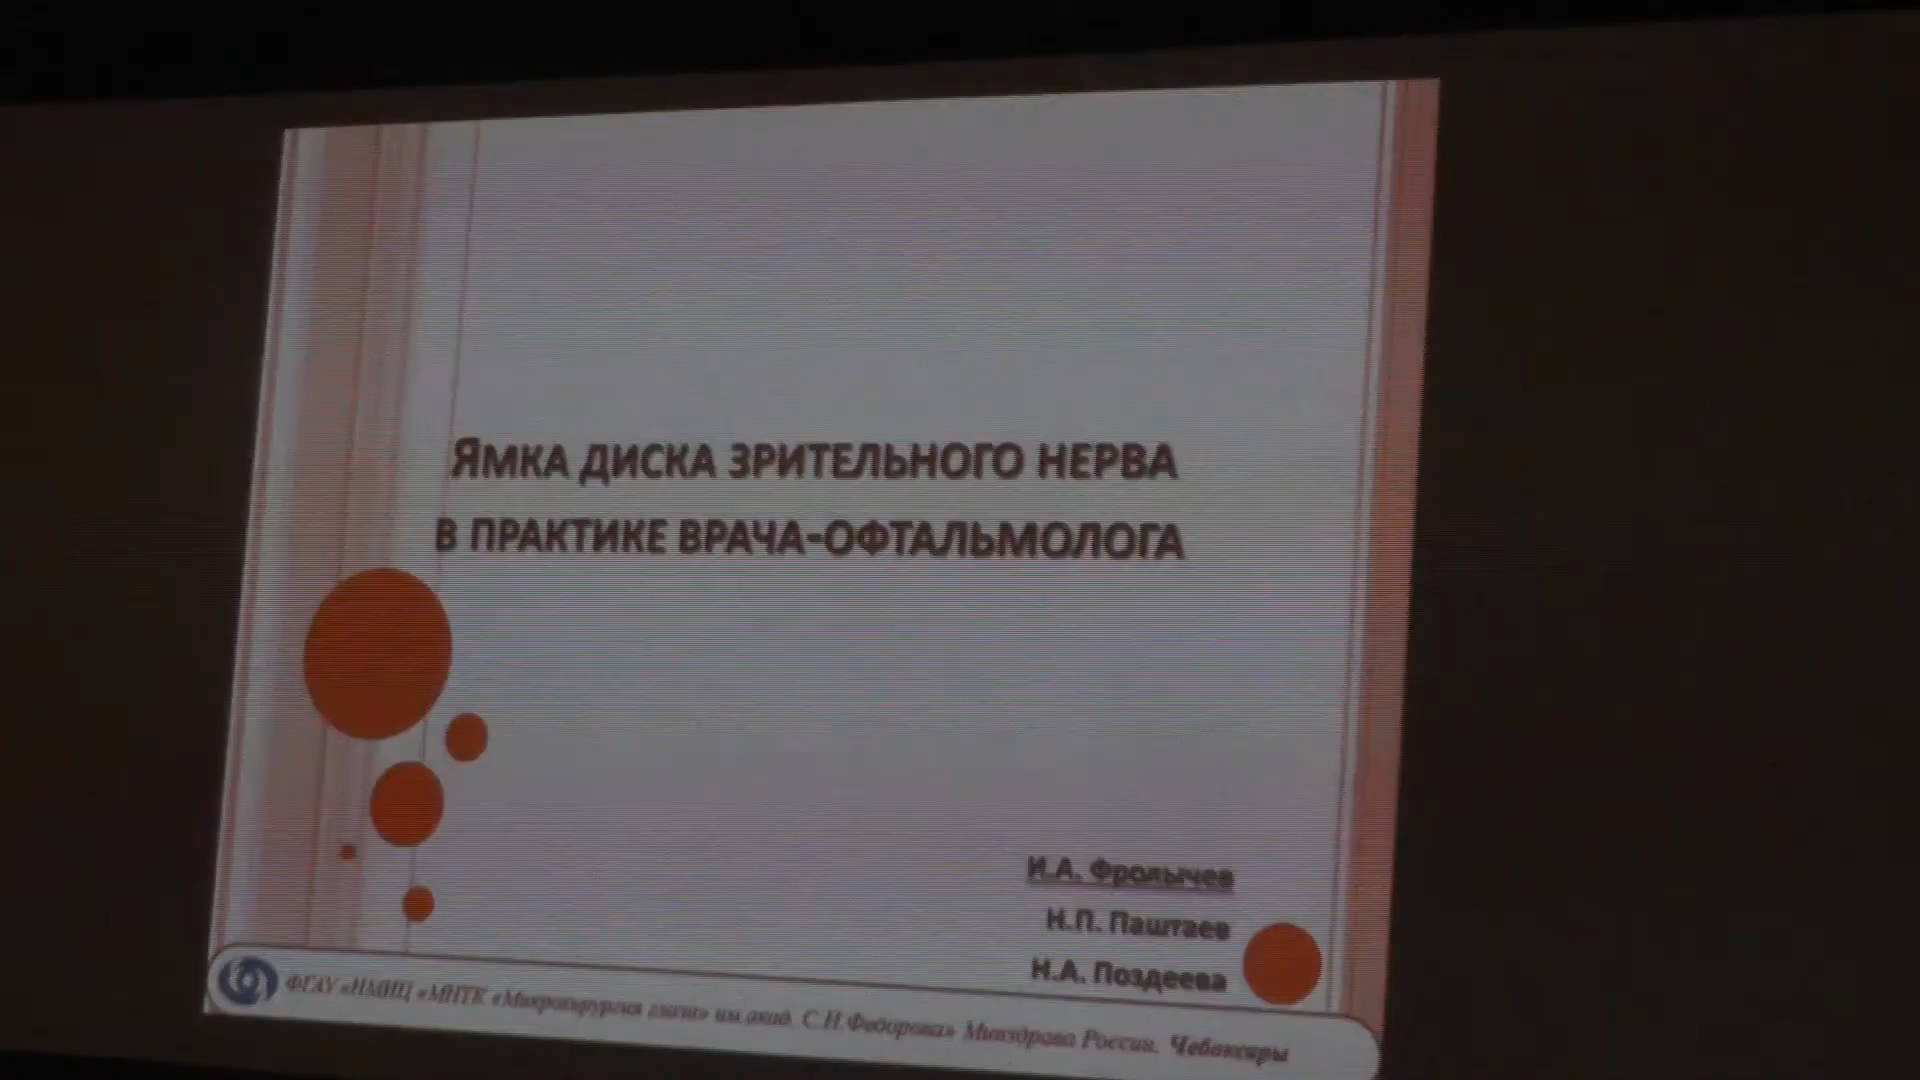 Ямка диска зрительного нерва
в практике врача-офтальмолога
И.А. Фролычев
Н.П. Паштаев
Н.А. Поздеева
ФГАУ «НМИЦ «МНТК «Микрохирургия глаза» им.акад. С.Н.Федорова» Минздрава России. Чебоксары